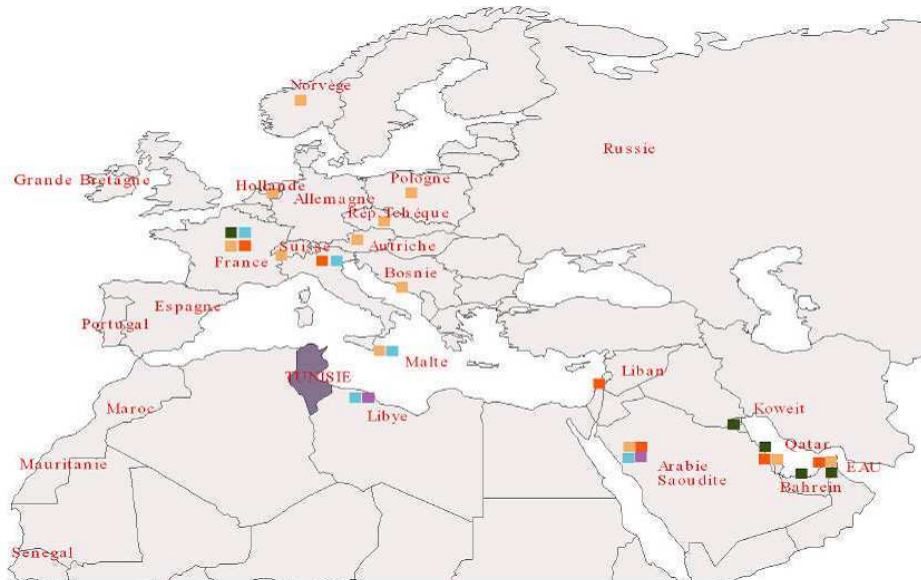 Norvège
Russie
Grande Bretagne
Hollande
Pologne
Allemagne
Rép.Tchéque
Suisse
Autriche
France
Bosnie
Espagne
Portugal
Malte
TUNISIE
Liban
Maroc
Libye
Koweit
Qatar
Mauritanie
Arabie
Saoudite
EAU
Bahrein
Senegal